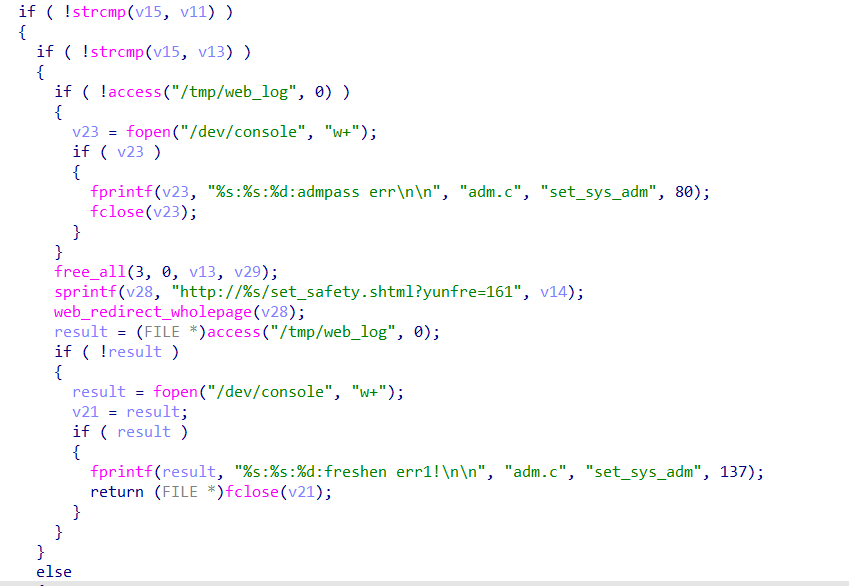 if ( !strcmp(v15, v11) )
{
if ( !strcmp(v15, v13) )
{
if ( !access("/tmp/web_log", 0) )
{
v23 = fopen("/dev/console", "w+");
if ( v23 )
{
fprintf(v23, "%s:%s:%d:admpass err\n\n", "adm.c", "set_sys_adm", 80);
fclose(v23);
}
}
free_all(3, 0, v13, v29);
sprintf(v28, "http://%s/set_safety.shtml?yunfre=161", v14);
web_redirect_wholepage(v28);
result = (FILE *)access("/tmp/web_log", 0);
if ( !result )
{
result = fopen("/dev/console", "w+");
v21 = result;
if ( result )
{
fprintf(result, "%s:%s:%d:freshen err1!\n\n", "adm.c", "set_sys_adm", 137);
return (FILE *)fclose(v21);
}
}
}
else